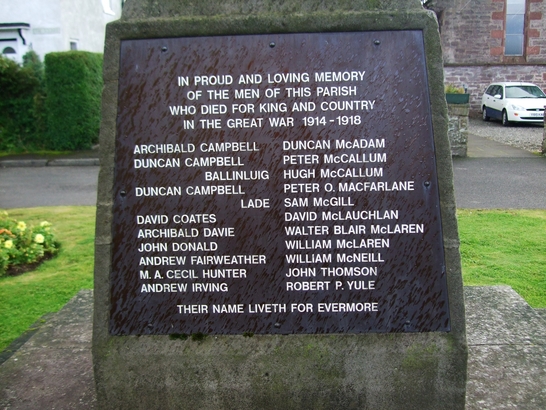 IN PROUD AND LOVING MEMORY
OF THE MEN OF THIS PARISH
WHO DIED FOR KING AND COUNTRY
IN THE GREAT WAR 1914-1918
ARCHIBALD CAMPBELL
DUNCAN CAMPBELL
BALLINLUIG
DUNCAN CAMPBELL
LADE
DAVID COATES
ARCHIBALD DAVIE
JOHN DONALD
ANDREW FAIRWEATHER
M. A. CECIL HUNTER
ANDREW IRVING
DUNCAN McADAM
PETER McCALLUM
HUGH McCALLUM
PETER O. MACFARLANE
SAM McGILL
DAVID McLAUCHLAN
WALTER BLAIR McLAREN
WILLIAM McLAREN
WILLIAM McNEILL
JOHN THOMSON
ROBERT P. YULE
THEIR NAME LIVETH FOR EVERMORE